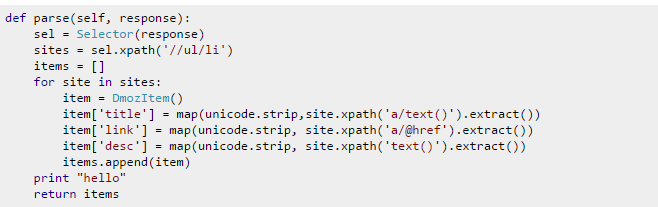 def parse(self, response):
    sel = Selector(response)
    sites = sel.xpath('//ul/li')
    items = []
    for site in sites:
        item = DmozItem()
        item['title'] = map(unicode.strip,site.xpath('a/text()').extract())
        item['link'] = map(unicode.strip, site.xpath('a/@href').extract())
        item['desc'] = map(unicode.strip, site.xpath('text()').extract())
        items.append(item)
    print "hello"
    return items